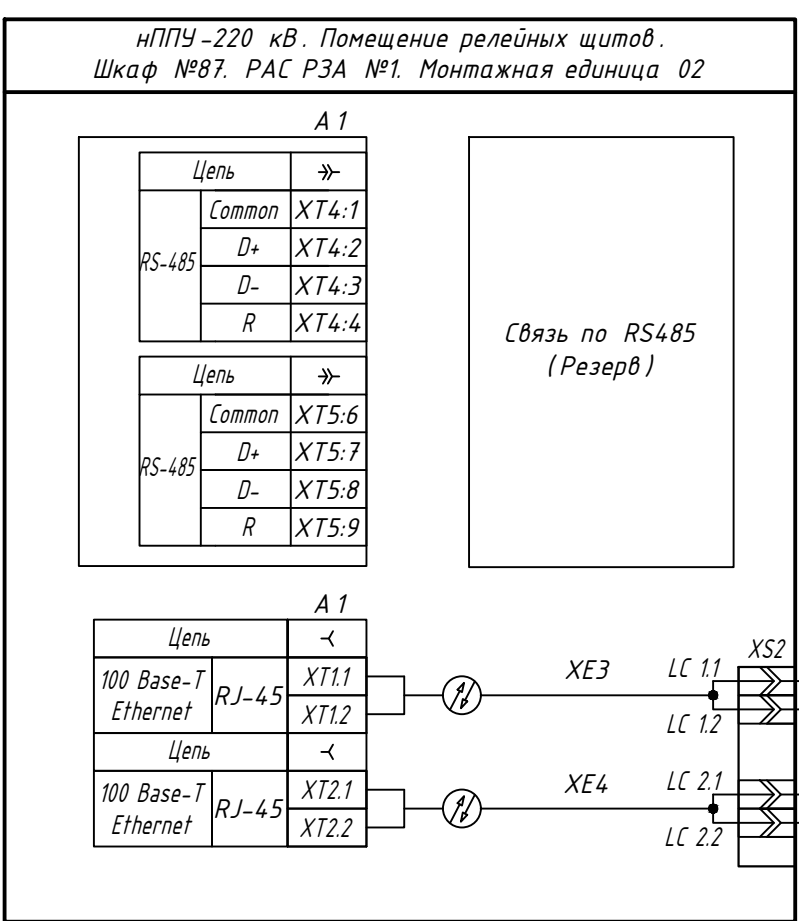 нППУ-220 кВ. Помещение релейных щитов.
Шкаф №87. РАС РЗА №1. Монтажная единица 02
А1
Цепь
RS-485
Common XT4:1
D+ XT4:2
D- XT4:3
R XT4:4
Цепь
RS-485
Common XT5:6
D+ XT5:7
D- XT5:8
R XT5:9
Связь по RS485
(Резерв)
А1
Цепь
100 Base-T
Ethernet
RJ-45
XT1.1
XT1.2
XE3
LC 1.1
LC 1.2
XS2
Цепь
100 Base-T
Ethernet
RJ-45
XT2.1
XT2.2
XE4
LC 2.1
LC 2.2